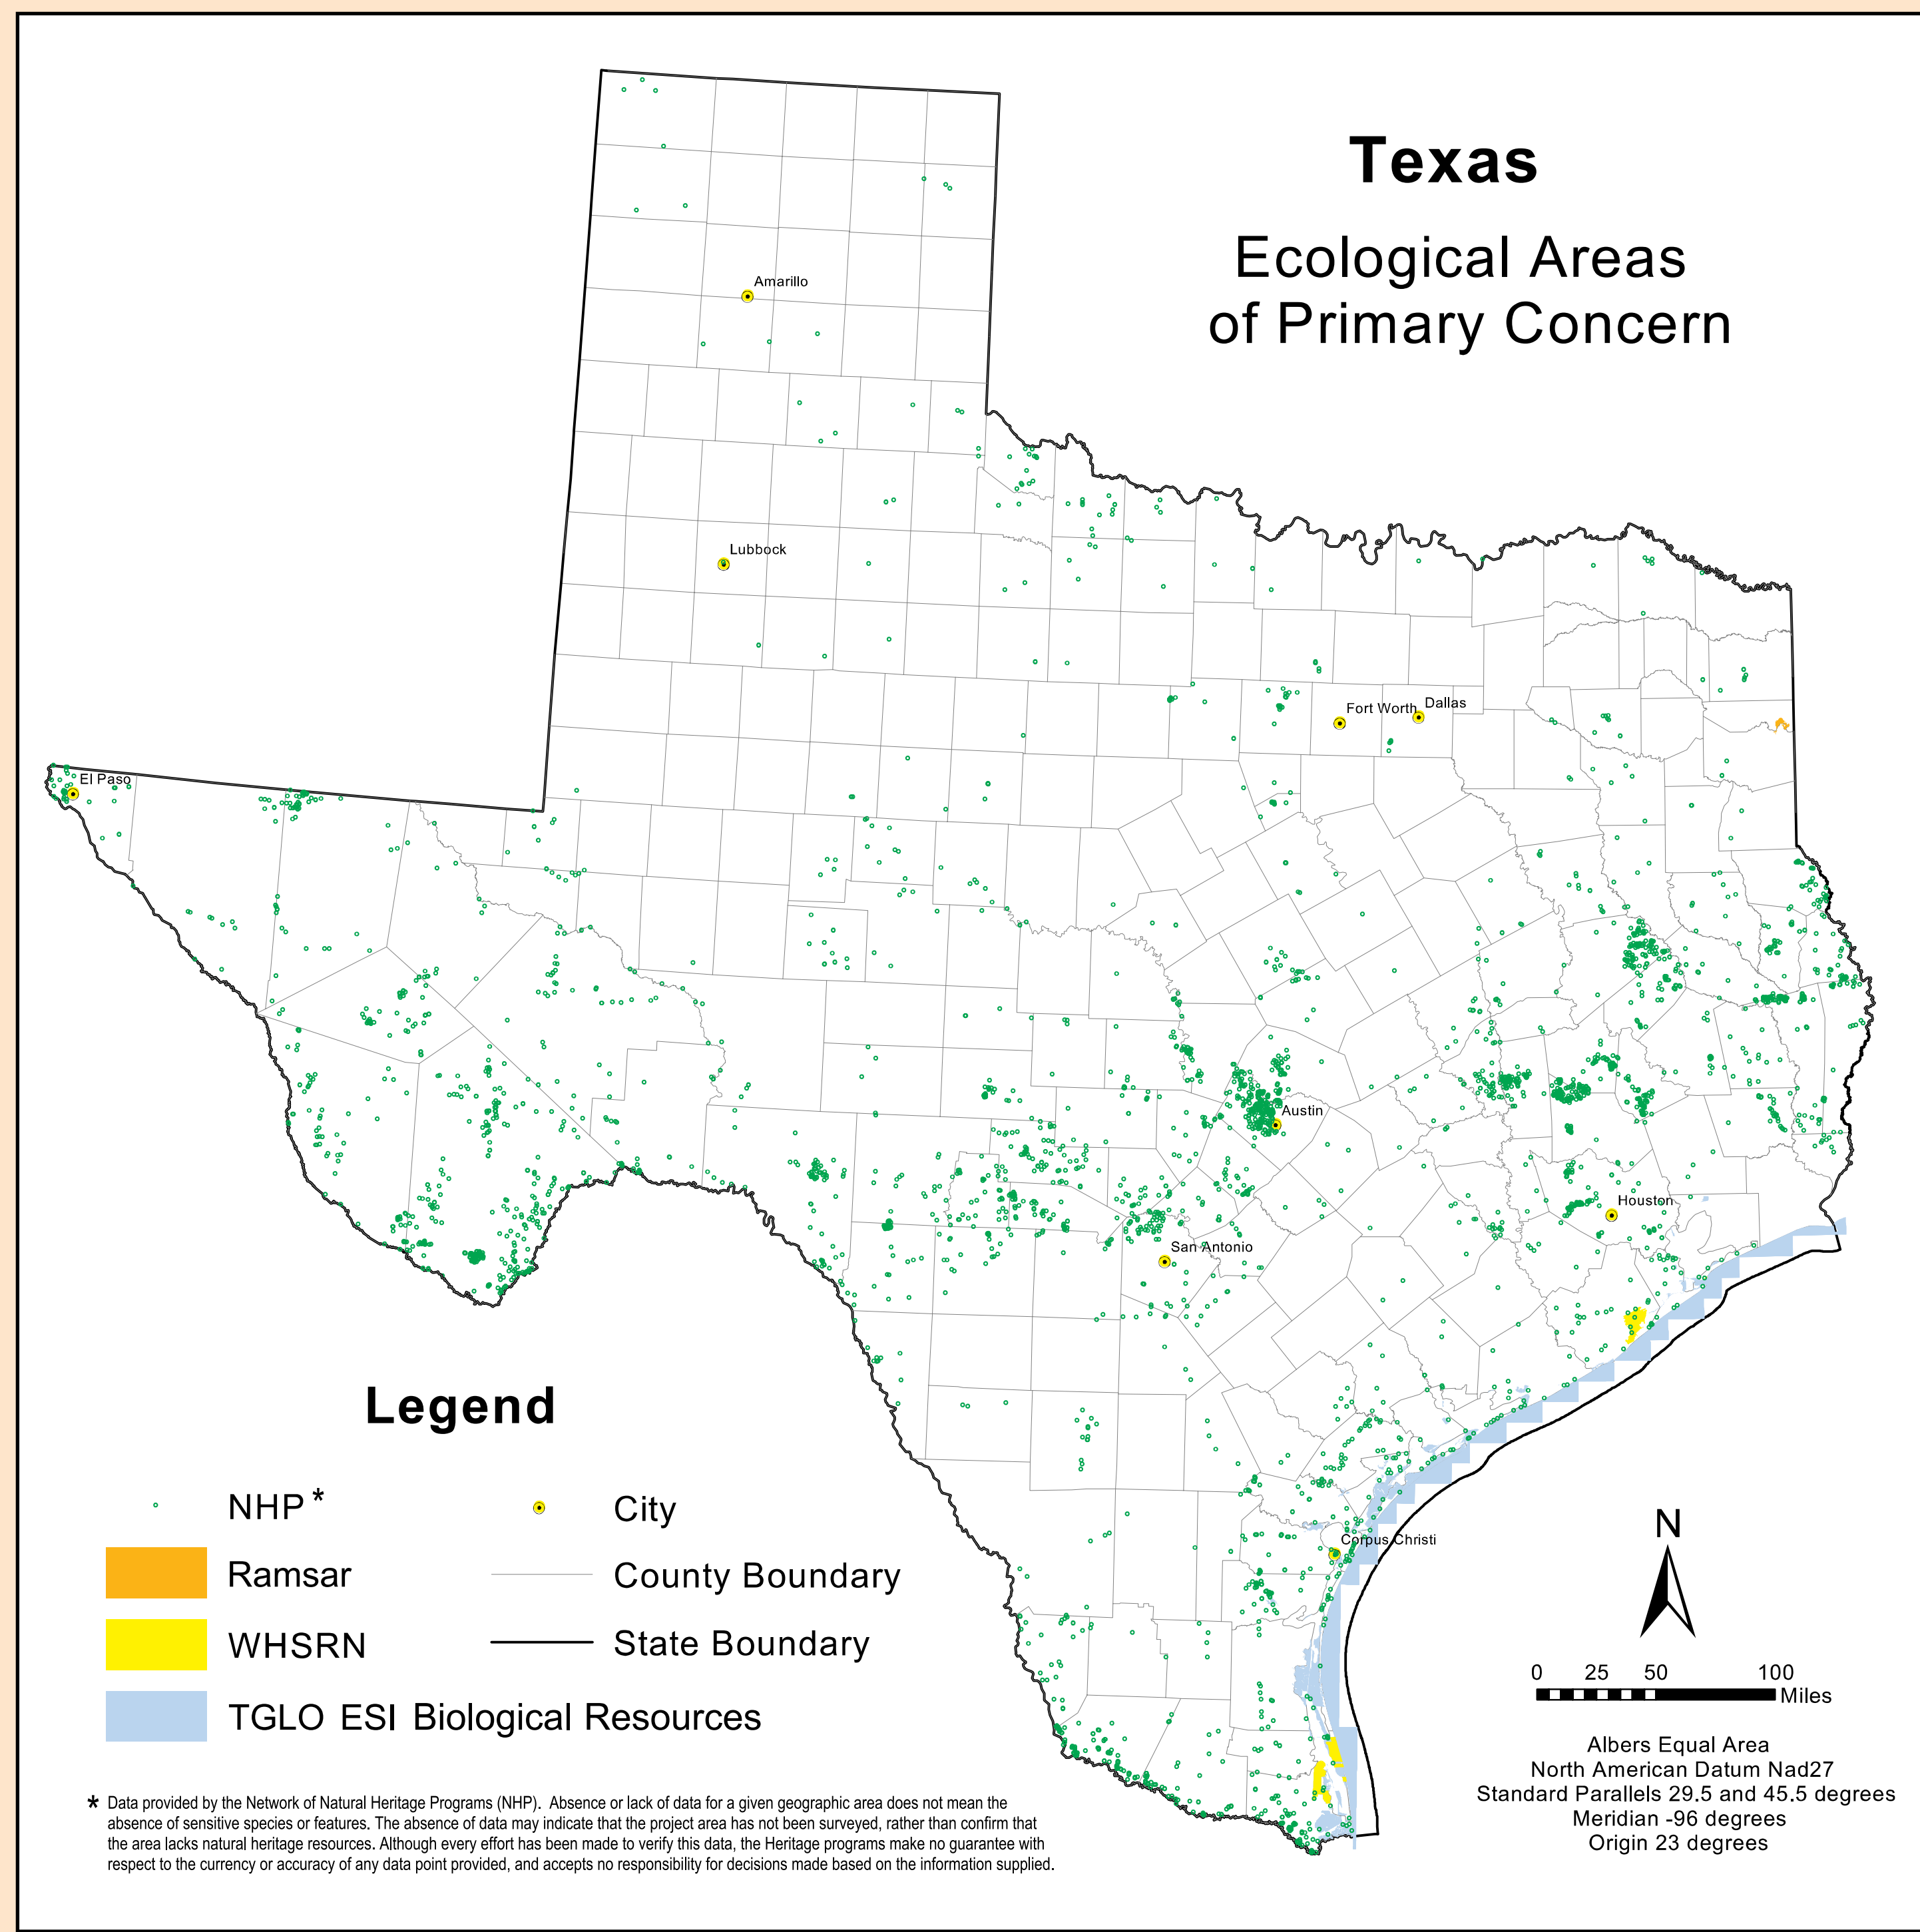 Texas
Ecological Areas
of Primary Concern
Amarillo
Lubbock
Fort Worth
Dallas
El Paso
Austin
Houston
San Antonio
Corpus Christi
Legend
NHP*
City
Ramsar
County Boundary
WHSRN
State Boundary
TGLO ESI Biological Resources
N
0 25 50 100
Miles
Albers Equal Area
North American Datum Nad27
Standard Parallels 29.5 and 45.5 degrees
Meridian -96 degrees
Origin 23 degrees
* Data provided by the Network of Natural Heritage Programs (NHP). Absence or lack of data for a given geographic area does not mean the
absence of sensitive species or features. The absence of data may indicate that the project area has not been surveyed, rather than confirm that
the area lacks natural heritage resources. Although every effort has been made to verify this data, the Heritage programs make no guarantee with
respect to the currency or accuracy of any data point provided, and accepts no responsibility for decisions made based on the information supplied.